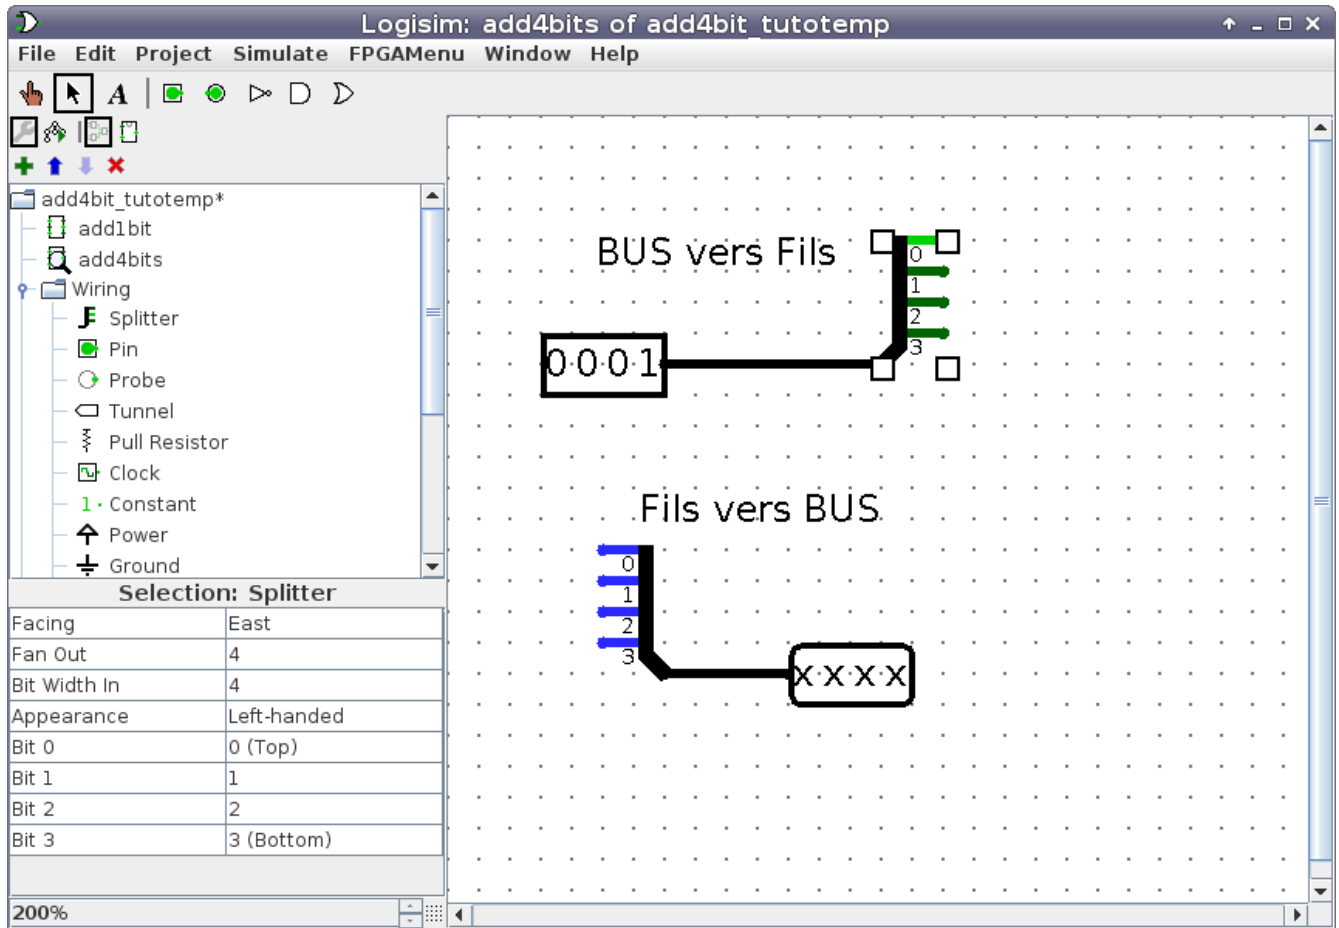 Logisim: add4bits of add4bit_tutotemp
File Edit Project Simulate FPGAMenu Window Help
A
add4bit_tutotemp*
add1bit
add4bits
Wiring
Splitter
Pin
Probe
Tunnel
Pull Resistor
Clock
1 Constant
Power
Ground
Selection: Splitter
Facing East
Fan Out 4
Bit Width In 4
Appearance Left-handed
Bit 0 0 (Top)
Bit 1 1
Bit 2 2
Bit 3 3 (Bottom)
200%
BUS vers Fils
0
1
2
3
0001
Fils vers BUS
0
1
2
3
xxxx